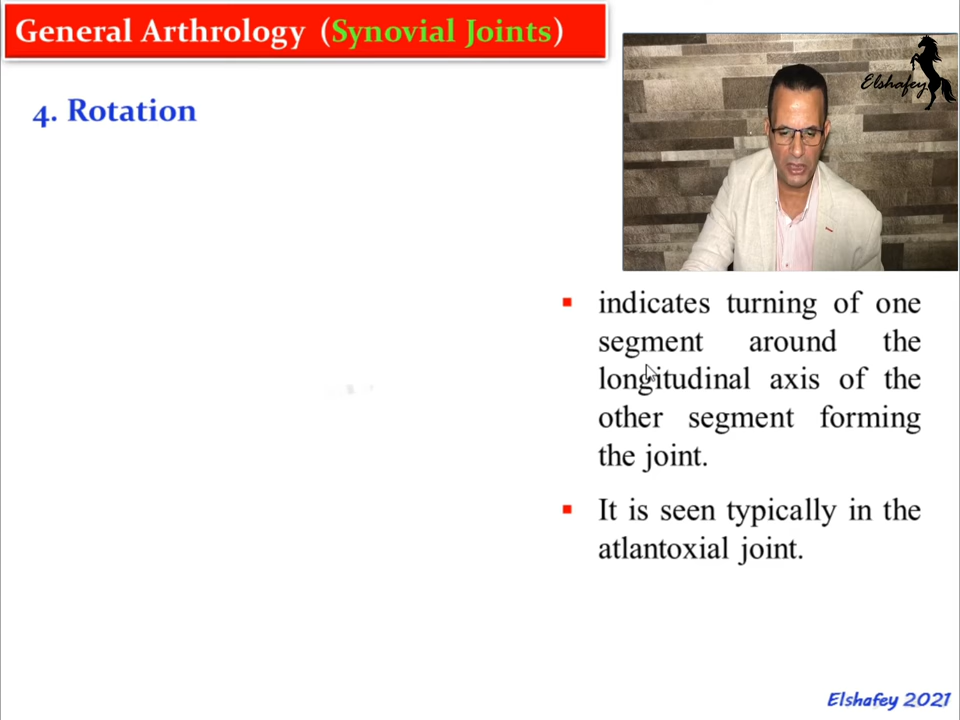 General Arthrology (Synovial Joints)
Elshafey
4. Rotation
indicates turning of one
segment around the
longitudinal axis of the
other segment forming
the joint.
It is seen typically in the
atlantoxial joint.
Elshafey 2021